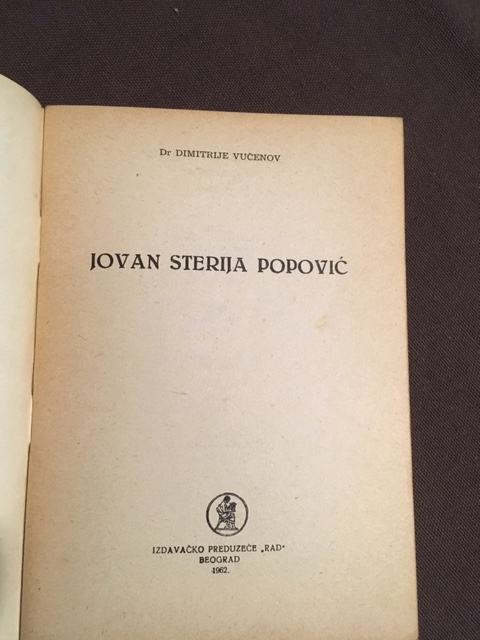 Dr DIMITRIJE VUČENOV
JOVAN STERIJA POPOVIĆ
IZDAVAČKO PREDUZEĆE „RAD“
BEOGRAD
1962.